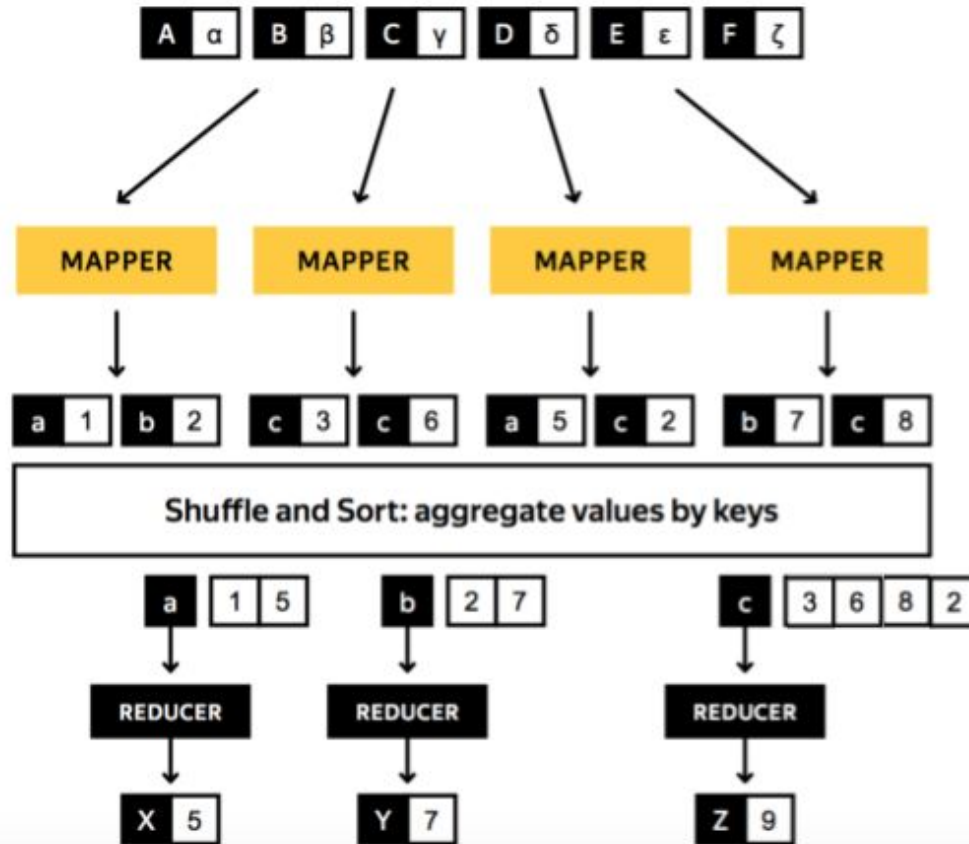 A α B β C γ D δ E ε F ζ
MAPPER MAPPER MAPPER MAPPER
a 1 b 2 c 3 c 6 a 5 c 2 b 7 c 8
Shuffle and Sort: aggregate values by keys
a 1 5 b 2 7 c 3 6 8 2
REDUCER REDUCER REDUCER
X 5 Y 7 Z 9